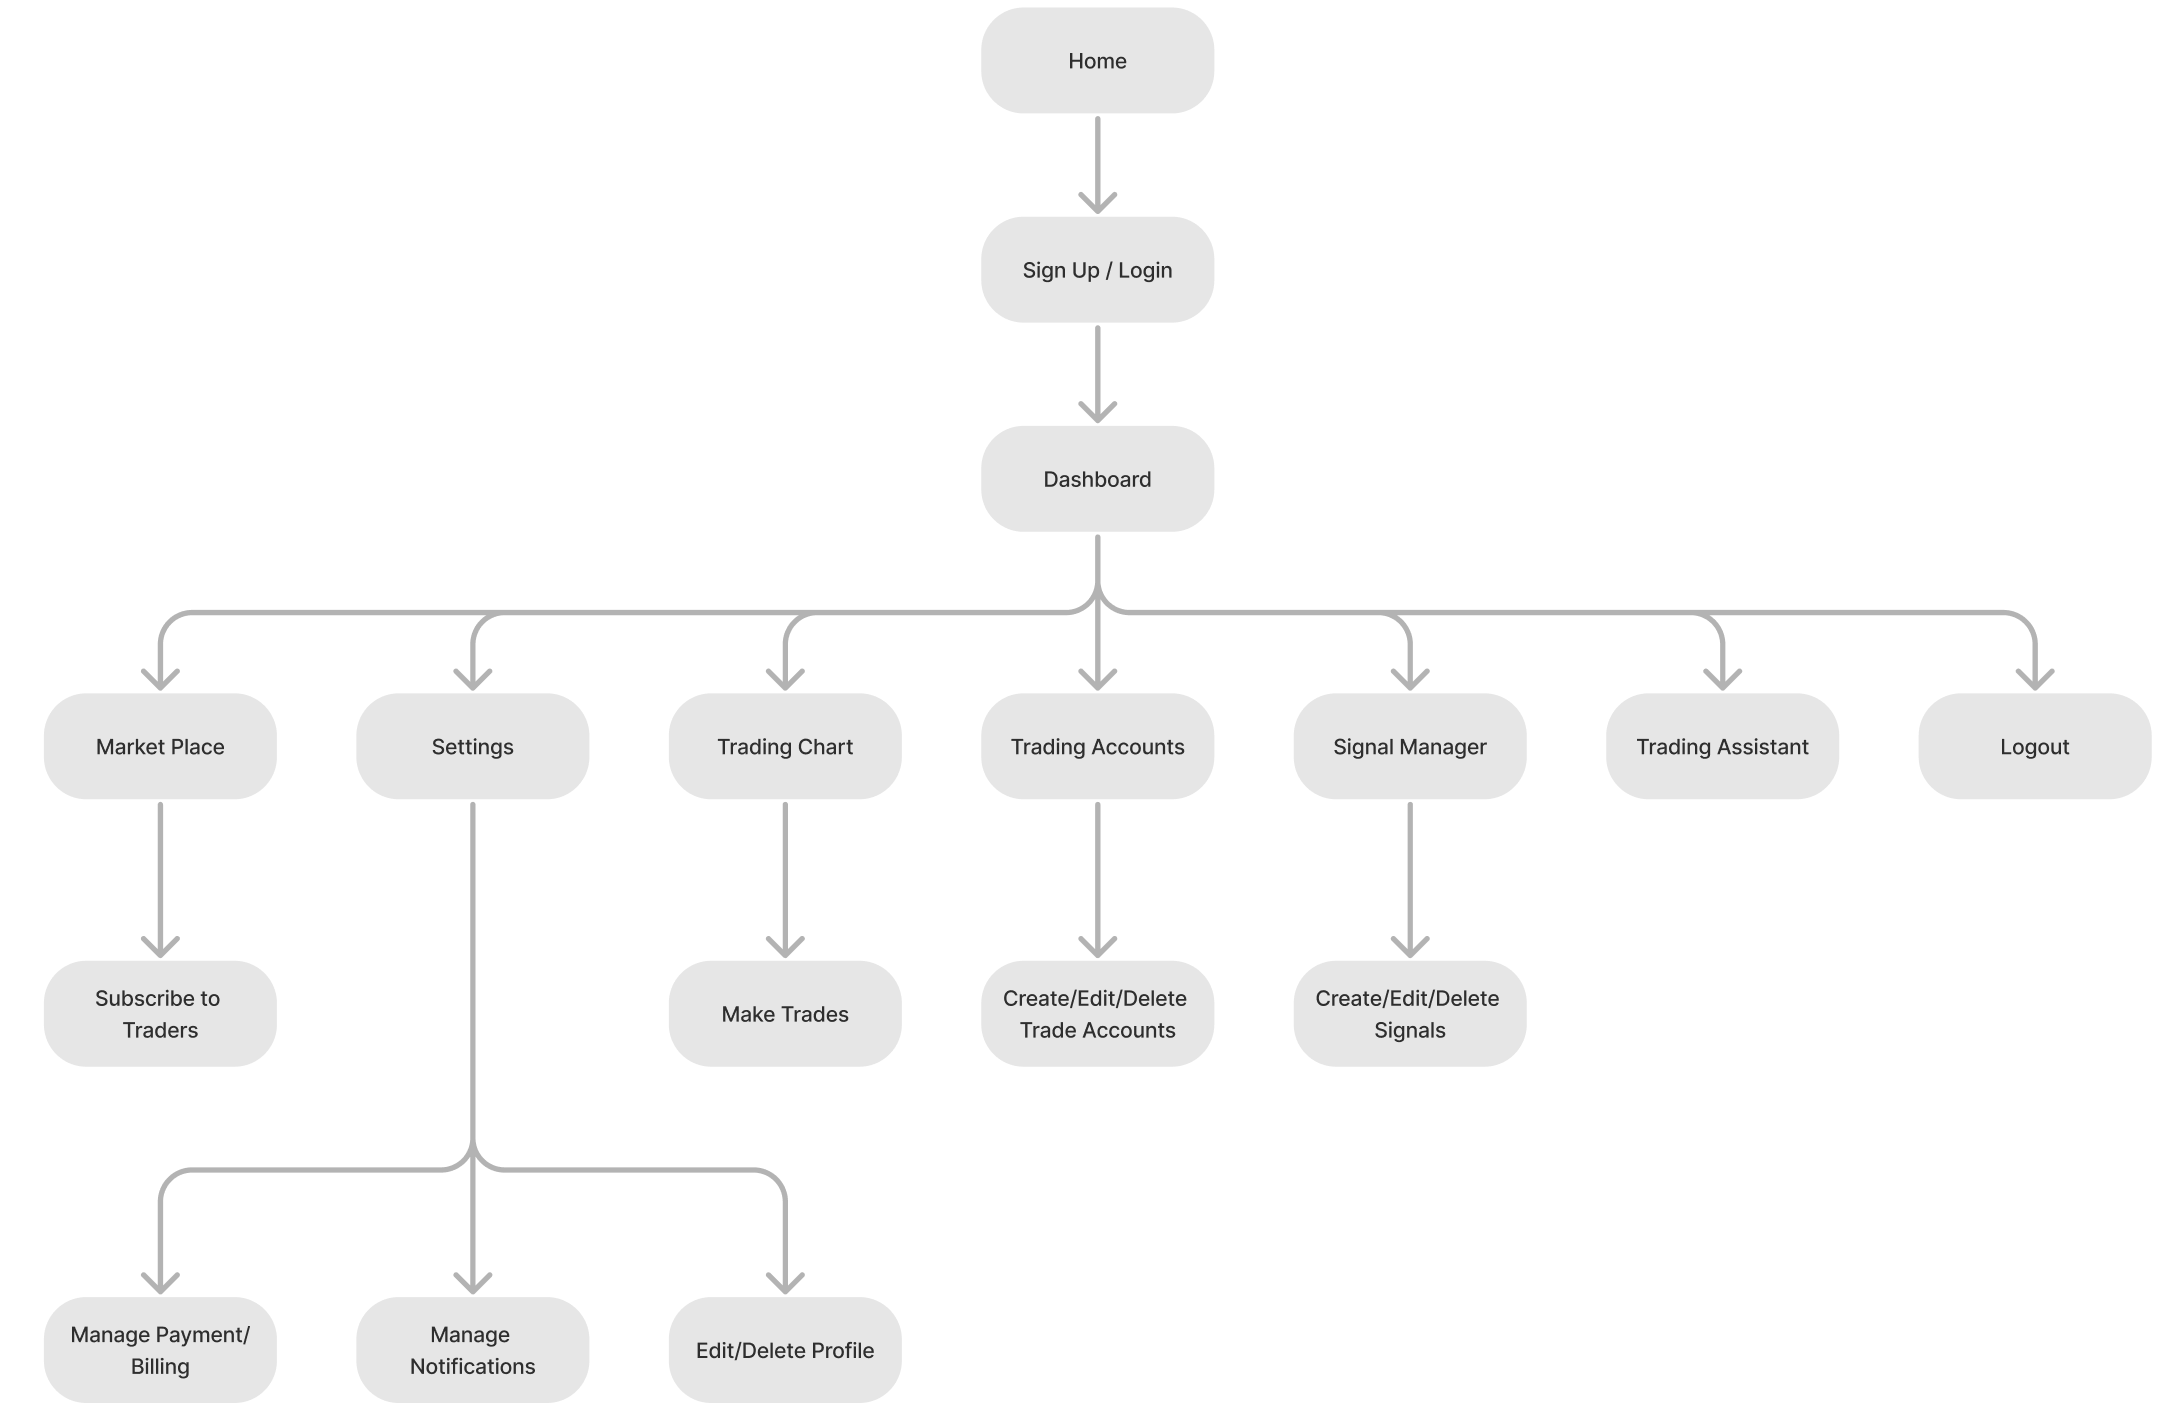 Home
Sign Up / Login
Dashboard
Market Place
Settings
Trading Chart
Trading Accounts
Signal Manager
Trading Assistant
Logout
Subscribe to
Traders
Make Trades
Create/Edit/Delete
Trade Accounts
Create/Edit/Delete
Signals
Manage Payment/
Billing
Manage
Notifications
Edit/Delete Profile